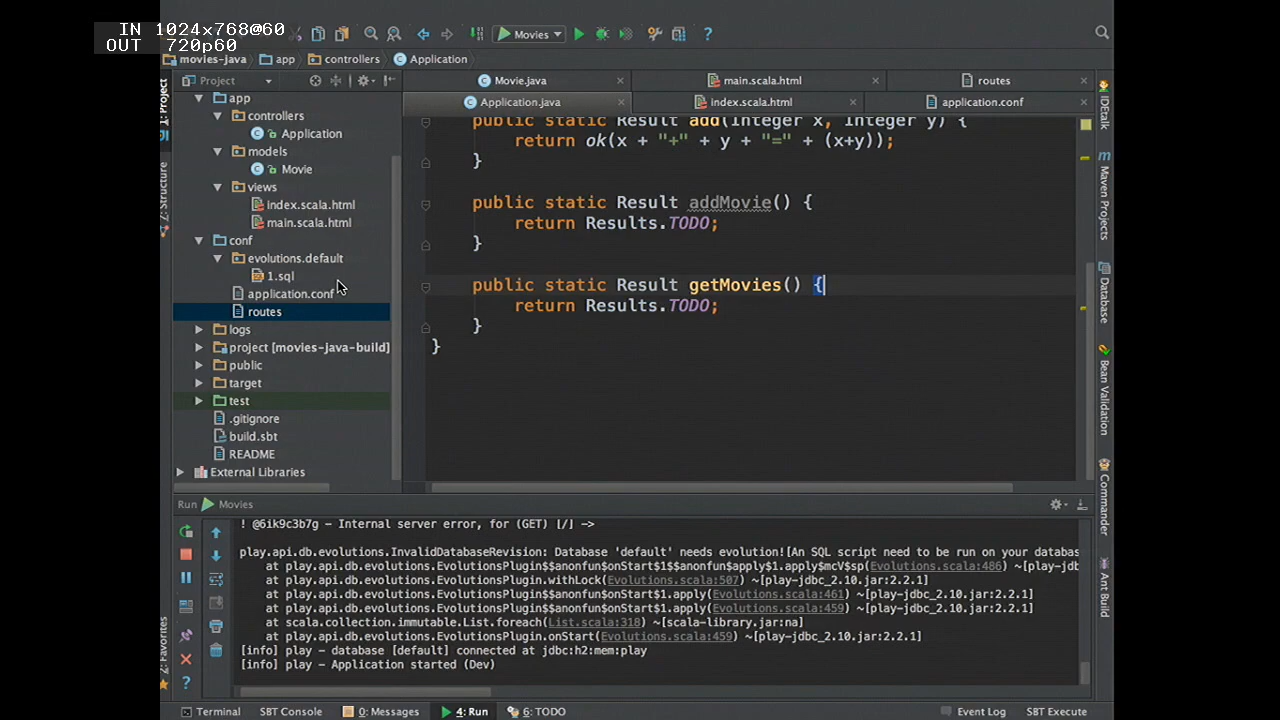 IN 1024x768@60
OUT 720p60
Movies
movies-java app controllers Application
Project
Movie.java main.scala.html routes
Application.java index.scala.html application.conf
app
controllers
Application
models
Movie
views
index.scala.html
main.scala.html
conf
evolutions.default
1.sql
application.conf
routes
logs
project [movies-java-build]
public
target
test
.gitignore
build.sbt
README
External Libraries
public static Result add(Integer x, Integer y) {
return ok(x + "+" + y + "=" + (x+y));
}
public static Result addMovie() {
return Results.TODO;
}
public static Result getMovies() {
return Results.TODO;
}
}
1: Project
7: Structure
2: Favorites
IDEtalk
Maven Projects
Database
Bean Validation
Commander
Ant Build
Run Movies
! @6ik9c3b7g - Internal server error, for (GET) [/] ->
play.api.db.evolutions.InvalidDatabaseRevision: Database 'default' needs evolution![An SQL script need to be run on your databas
at play.api.db.evolutions.EvolutionsPlugin$$anonfun$onStart$1$$anonfun$apply$1.apply$mcV$sp(Evolutions.scala:486) ~[play-jdb
at play.api.db.evolutions.EvolutionsPlugin.withLock(Evolutions.scala:507) ~[play-jdbc_2.10.jar:2.2.1]
at play.api.db.evolutions.EvolutionsPlugin$$anonfun$onStart$1.apply(Evolutions.scala:461) ~[play-jdbc_2.10.jar:2.2.1]
at play.api.db.evolutions.EvolutionsPlugin$$anonfun$onStart$1.apply(Evolutions.scala:459) ~[play-jdbc_2.10.jar:2.2.1]
at scala.collection.immutable.List.foreach(List.scala:318) ~[scala-library.jar:na]
at play.api.db.evolutions.EvolutionsPlugin.onStart(Evolutions.scala:459) ~[play-jdbc_2.10.jar:2.2.1]
[info] play - database [default] connected at jdbc:h2:mem:play
[info] play - Application started (Dev)
Terminal SBT Console 0: Messages 4: Run 6: TODO Event Log SBT Execute